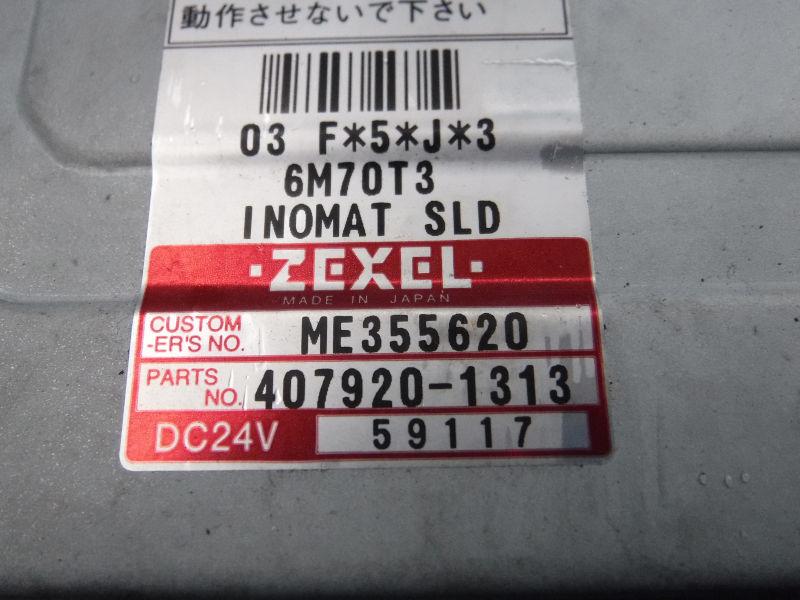 動作させないで下さい
03 F*5*J*3
6M70T3
INOMAT SLD
·ZEXEL·
MADE IN JAPAN
CUSTOM
-ER'S NO. ME355620
PARTS
NO. 407920-1313
DC24V 59117